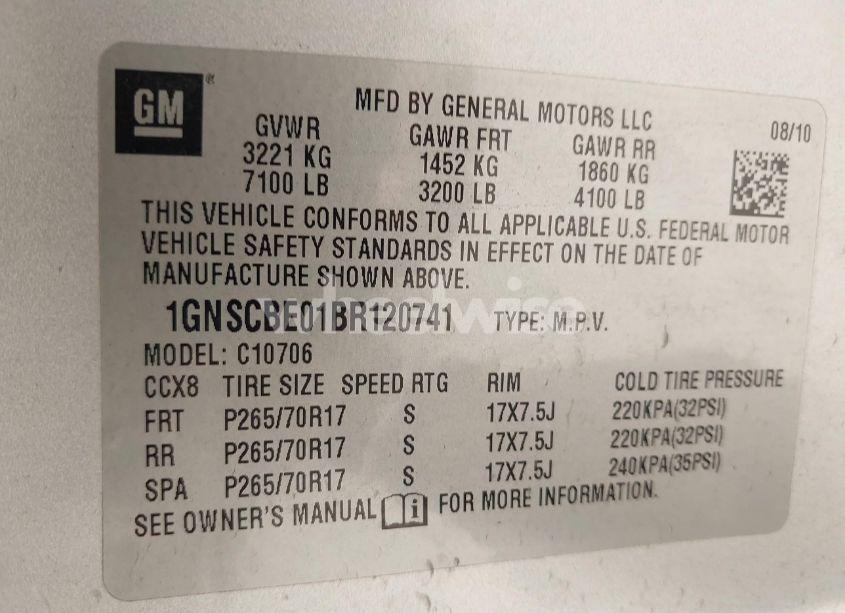 GM®
MFD BY GENERAL MOTORS LLC
08/10
GVWR GAWR FRT GAWR RR
3221 KG 1452 KG 1860 KG
7100 LB 3200 LB 4100 LB
THIS VEHICLE CONFORMS TO ALL APPLICABLE U.S. FEDERAL MOTOR
VEHICLE SAFETY STANDARDS IN EFFECT ON THE DATE OF
MANUFACTURE SHOWN ABOVE.
1GNSCBE01BR120741 TYPE: M.P.V.
MODEL: C10706
CCX8 TIRE SIZE SPEED RTG RIM COLD TIRE PRESSURE
FRT P265/70R17 S 17X7.5J 220KPA(32PSI)
RR P265/70R17 S 17X7.5J 220KPA(32PSI)
SPA P265/70R17 S 17X7.5J 240KPA(35PSI)
SEE OWNER'S MANUAL FOR MORE INFORMATION.